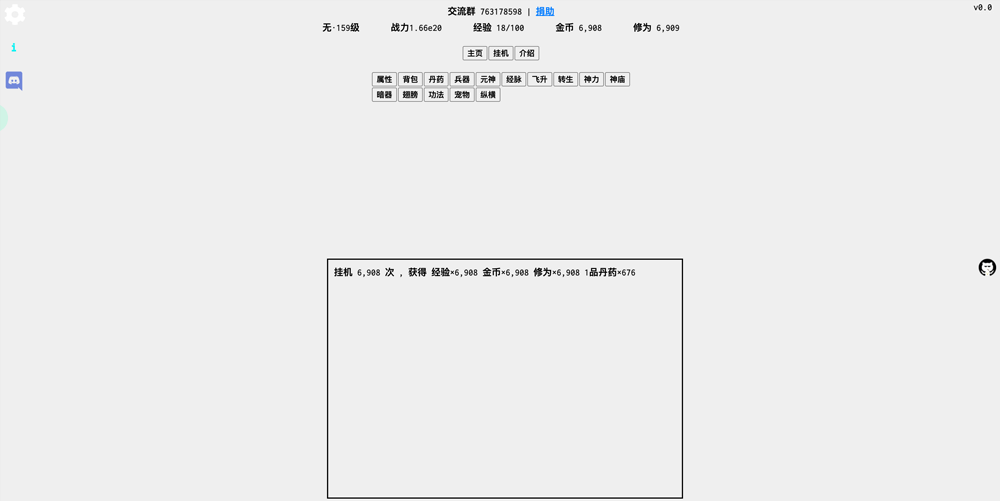 v0.0
交流群 763178598 | 捐助
无·159级 战力1.66e20 经验 18/100 金币 6,908 修为 6,909
i
主页 挂机 介绍
属性 背包 丹药 兵器 元神 经脉 飞升 转生 神力 神庙
暗器 翅膀 功法 宠物 纵横
挂机 6,908 次 , 获得 经验×6,908 金币×6,908 修为×6,908 1品丹药×676